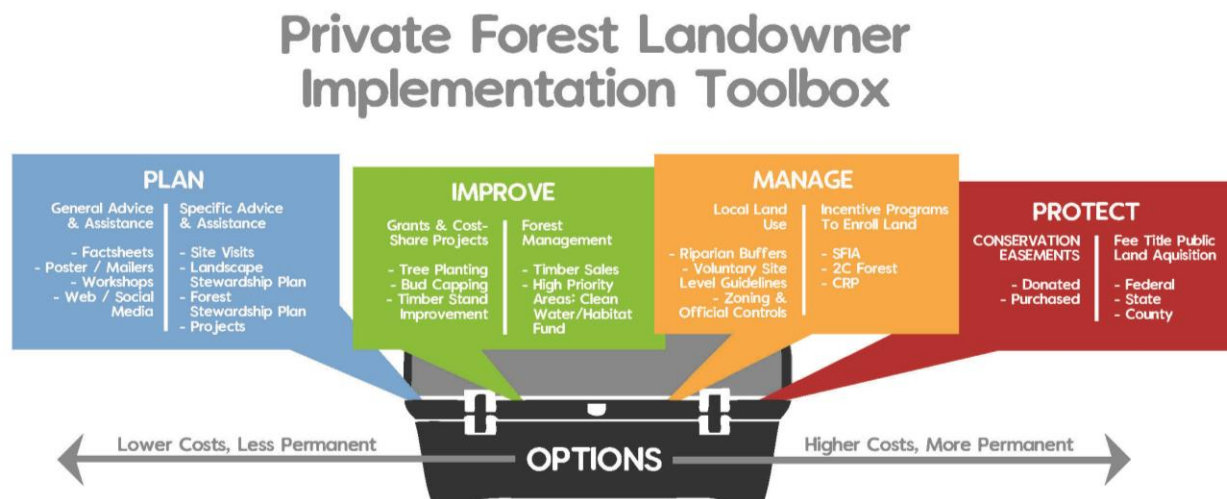 Private Forest Landowner
Implementation Toolbox
PLAN
General Advice
& Assistance
- Factsheets
- Poster / Mailers
- Workshops
- Web / Social
Media
Specific Advice
& Assistance
- Site Visits
- Landscape
Stewardship Plan
- Forest
Stewardship Plan
- Projects
IMPROVE
Grants & Cost-
Share Projects
- Tree Planting
- Bud Capping
- Timber Stand
Improvement
Forest
Management
- Timber Sales
- High Priority
Areas: Clean
Water/Habitat
Fund
MANAGE
Local Land
Use
- Riparian Buffers
- Voluntary Site
Level Guidelines
- Zoning &
Official Controls
Incentive Programs
To Enroll Land
- SFIA
- 2C Forest
- CRP
PROTECT
CONSERVATION
EASEMENTS
- Donated
- Purchased
Fee Title Public
Land Aquisition
- Federal
- State
- County
Lower Costs, Less Permanent
OPTIONS
Higher Costs, More Permanent